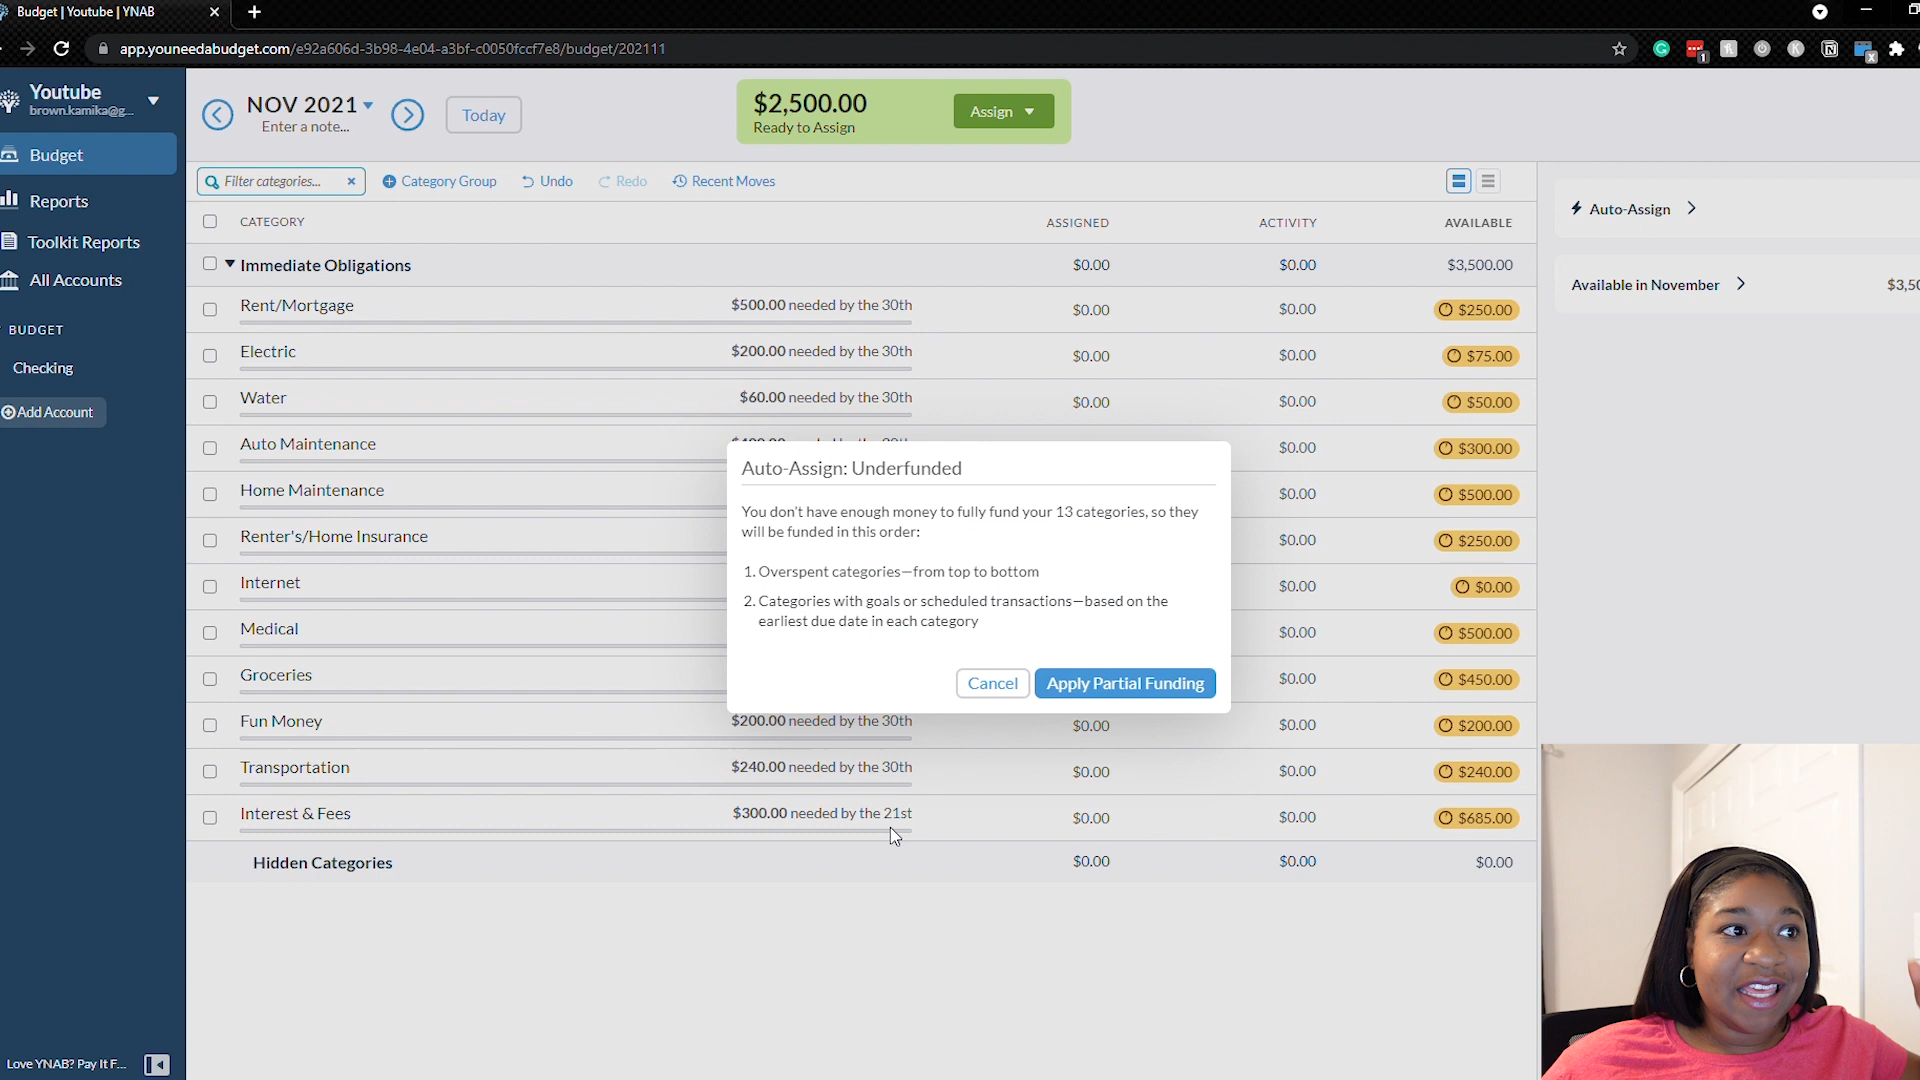 Budget | Youtube | YNAB
app.youneedabudget.com/e92a606d-3b98-4e04-a3bf-c0050fccf7e8/budget/202111
1
Youtube
brown.kamika@g...
NOV 2021
Enter a note...
Today
$2,500.00
Ready to Assign
Assign
Budget
Reports
Toolkit Reports
All Accounts
BUDGET
Checking
Add Account
Love YNAB? Pay It F...
Filter categories...
Category Group
Undo
Redo
Recent Moves
CATEGORY ASSIGNED ACTIVITY AVAILABLE
Immediate Obligations $0.00 $0.00 $3,500.00
Rent/Mortgage $500.00 needed by the 30th $0.00 $0.00 $250.00
Electric $200.00 needed by the 30th $0.00 $0.00 $75.00
Water $60.00 needed by the 30th $0.00 $0.00 $50.00
Auto Maintenance $0.00 $300.00
Home Maintenance $0.00 $500.00
Renter's/Home Insurance $0.00 $250.00
Internet $0.00 $0.00
Medical $0.00 $500.00
Groceries $0.00 $450.00
Fun Money $200.00 needed by the 30th $0.00 $0.00 $200.00
Transportation $240.00 needed by the 30th $0.00 $0.00 $240.00
Interest & Fees $300.00 needed by the 21st $0.00 $0.00 $685.00
Hidden Categories $0.00 $0.00 $0.00
Auto-Assign: Underfunded
You don't have enough money to fully fund your 13 categories, so they
will be funded in this order:
1. Overspent categories—from top to bottom
2. Categories with goals or scheduled transactions—based on the
earliest due date in each category
Cancel
Apply Partial Funding
Auto-Assign
Available in November $3,50